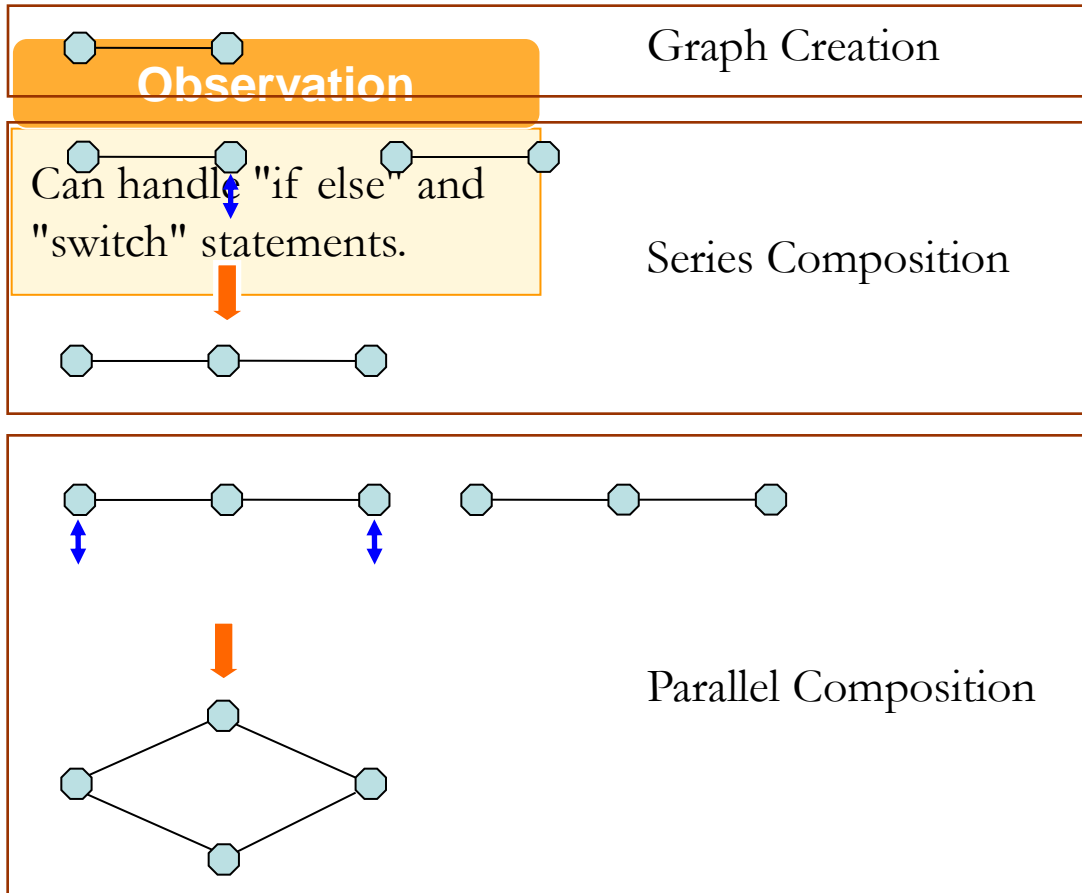 Graph Creation
Observation
Can handle "if else" and
"switch" statements.
Series Composition
Parallel Composition